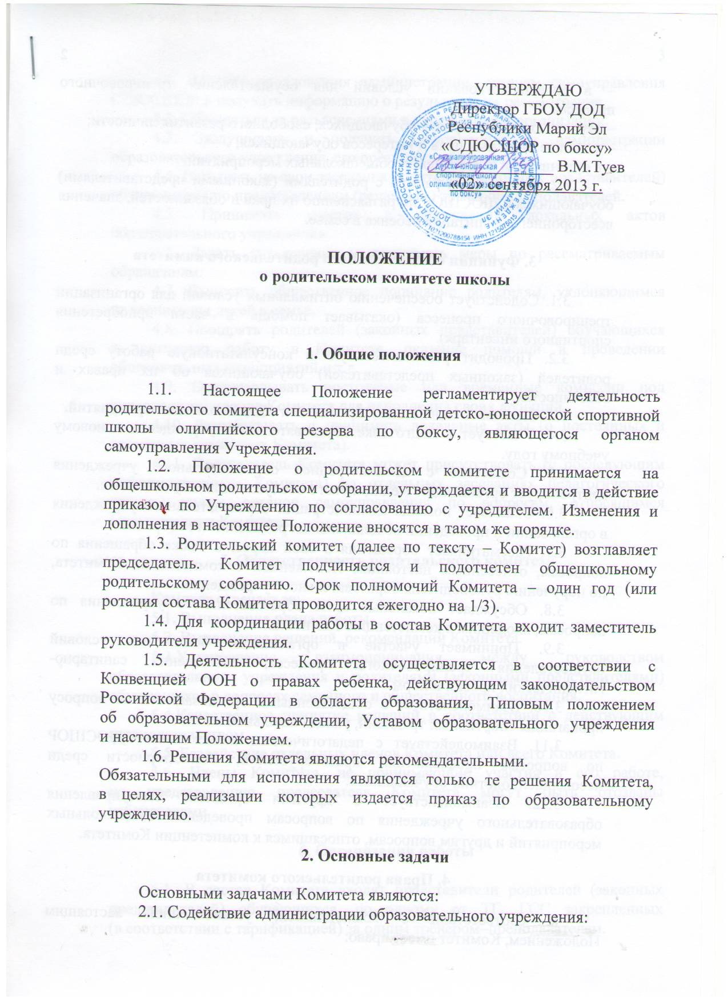 УТВЕРЖДАЮ
Директор ГБОУ ДОД
Республики Марий Эл
«СДЮСШОР по боксу»
В.М.Туев
«02» сентября 2013 г.
«Специализированная
детско-юношеская
спортивная школа
олимпийского резерва
по боксу»
ПОЛОЖЕНИЕ
о родительском комитете школы
1. Общие положения
1.1. Настоящее Положение регламентирует деятельность
родительского комитета специализированной детско-юношеской спортивной
школы олимпийского резерва по боксу, являющегося органом
самоуправления Учреждения.
1.2. Положение о родительском комитете принимается на
общешкольном родительском собрании, утверждается и вводится в действие
приказом по Учреждению по согласованию с учредителем. Изменения и
дополнения в настоящее Положение вносятся в таком же порядке.
1.3. Родительский комитет (далее по тексту – Комитет) возглавляет
председатель. Комитет подчиняется и подотчетен общешкольному
родительскому собранию. Срок полномочий Комитета – один год (или
ротация состава Комитета проводится ежегодно на 1/3).
1.4. Для координации работы в состав Комитета входит заместитель
руководителя учреждения.
1.5. Деятельность Комитета осуществляется в соответствии с
Конвенцией ООН о правах ребенка, действующим законодательством
Российской Федерации в области образования, Типовым положением
об образовательном учреждении, Уставом образовательного учреждения
и настоящим Положением.
1.6. Решения Комитета являются рекомендательными.
Обязательными для исполнения являются только те решения Комитета,
в целях, реализации которых издается приказ по образовательному
учреждению.
2. Основные задачи
Основными задачами Комитета являются:
2.1. Содействие администрации образовательного учреждения: